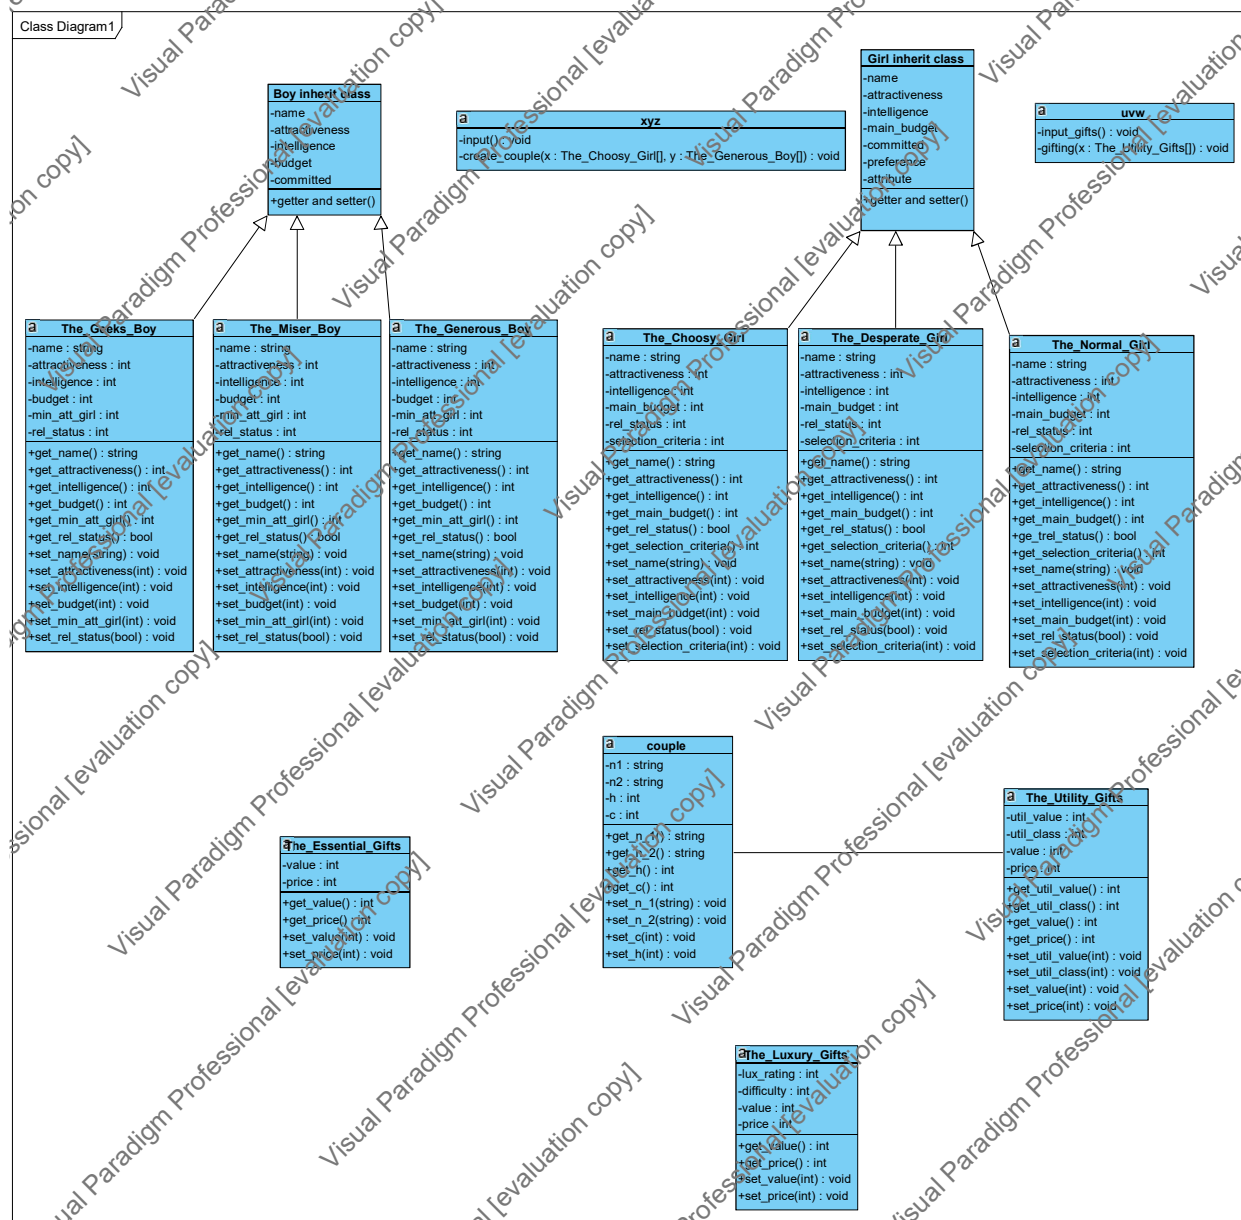 Class Diagram1
Boy inherit class
-name
-attractiveness
-intelligence
-budget
-committed
+getter and setter()
a
xyz
-input() : void
-create_couple(x : The_Choosy_Girl[], y : The_Generous_Boy[]) : void
Girl inherit class
-name
-attractiveness
-intelligence
-main_budget
-committed
-preference
-attribute
+getter and setter()
a
uvw
-input_gifts() : void
-gifting(x : The_Utility_Gifts[]) : void
a
The_Geeks_Boy
-name : string
-attractiveness : int
-intelligence : int
-budget : int
-min_att_girl : int
-rel_status : int
+get_name() : string
+get_attractiveness() : int
+get_intelligence() : int
+get_budget() : int
+get_min_att_girl() : int
+get_rel_status() : bool
+set_name(string) : void
+set_attractiveness(int) : void
+set_intelligence(int) : void
+set_budget(int) : void
+set_min_att_girl(int) : void
+set_rel_status(bool) : void
a
The_Miser_Boy
-name : string
-attractiveness : int
-intelligence : int
-budget : int
-min_att_girl : int
-rel_status : int
+get_name() : string
+get_attractiveness() : int
+get_intelligence() : int
+get_budget() : int
+get_min_att_girl() : int
+get_rel_status() : bool
+set_name(string) : void
+set_attractiveness(int) : void
+set_intelligence(int) : void
+set_budget(int) : void
+set_min_att_girl(int) : void
+set_rel_status(bool) : void
a
The_Generous_Boy
-name : string
-attractiveness : int
-intelligence : int
-budget : int
-min_att_girl : int
-rel_status : int
+get_name() : string
+get_attractiveness() : int
+get_intelligence() : int
+get_budget() : int
+get_min_att_girl() : int
+get_rel_status() : bool
+set_name(string) : void
+set_attractiveness(int) : void
+set_intelligence(int) : void
+set_budget(int) : void
+set_min_att_girl(int) : void
+set_rel_status(bool) : void
a
The_Choosy_Girl
-name : string
-attractiveness : int
-intelligence : int
-main_budget : int
-rel_status : int
-selection_criteria : int
+get_name() : string
+get_attractiveness() : int
+get_intelligence() : int
+get_main_budget() : int
+get_rel_status() : bool
+get_selection_criteria() : int
+set_name(string) : void
+set_attractiveness(int) : void
+set_intelligence(int) : void
+set_main_budget(int) : void
+set_rel_status(bool) : void
+set_selection_criteria(int) : void
a
The_Desperate_Girl
-name : string
-attractiveness : int
-intelligence : int
-main_budget : int
-rel_status : int
-selection_criteria : int
+get_name() : string
+get_attractiveness() : int
+get_intelligence() : int
+get_main_budget() : int
+get_rel_status() : bool
+get_selection_criteria() : int
+set_name(string) : void
+set_attractiveness(int) : void
+set_intelligence(int) : void
+set_main_budget(int) : void
+set_rel_status(bool) : void
+set_selection_criteria(int) : void
a
The_Normal_Girl
-name : string
-attractiveness : int
-intelligence : int
-main_budget : int
-rel_status : int
-selection_criteria : int
+get_name() : string
+get_attractiveness() : int
+get_intelligence() : int
+get_main_budget() : int
+ge_trel_status() : bool
+get_selection_criteria() : int
+set_name(string) : void
+set_attractiveness(int) : void
+set_intelligence(int) : void
+set_main_budget(int) : void
+set_rel_status(bool) : void
+set_selection_criteria(int) : void
a
couple
-n1 : string
-n2 : string
-h : int
-c : int
+get_n_1() : string
+get_n_2() : string
+get_h() : int
+get_c() : int
+set_n_1(string) : void
+set_n_2(string) : void
+set_c(int) : void
+set_h(int) : void
a
The_Utility_Gifts
-util_value : int
-util_class : int
-value : int
-price : int
+get_util_value() : int
+get_util_class() : int
+get_value() : int
+get_price() : int
+set_util_value(int) : void
+set_util_class(int) : void
+set_value(int) : void
+set_price(int) : void
a
The_Essential_Gifts
-value : int
-price : int
+get_value() : int
+get_price() : int
+set_value(int) : void
+set_price(int) : void
a
The_Luxury_Gifts
-lux_rating : int
-difficulty : int
-value : int
-price : int
+get_value() : int
+get_price() : int
+set_value(int) : void
+set_price(int) : void
Visual Paradigm Professional [evaluation copy]